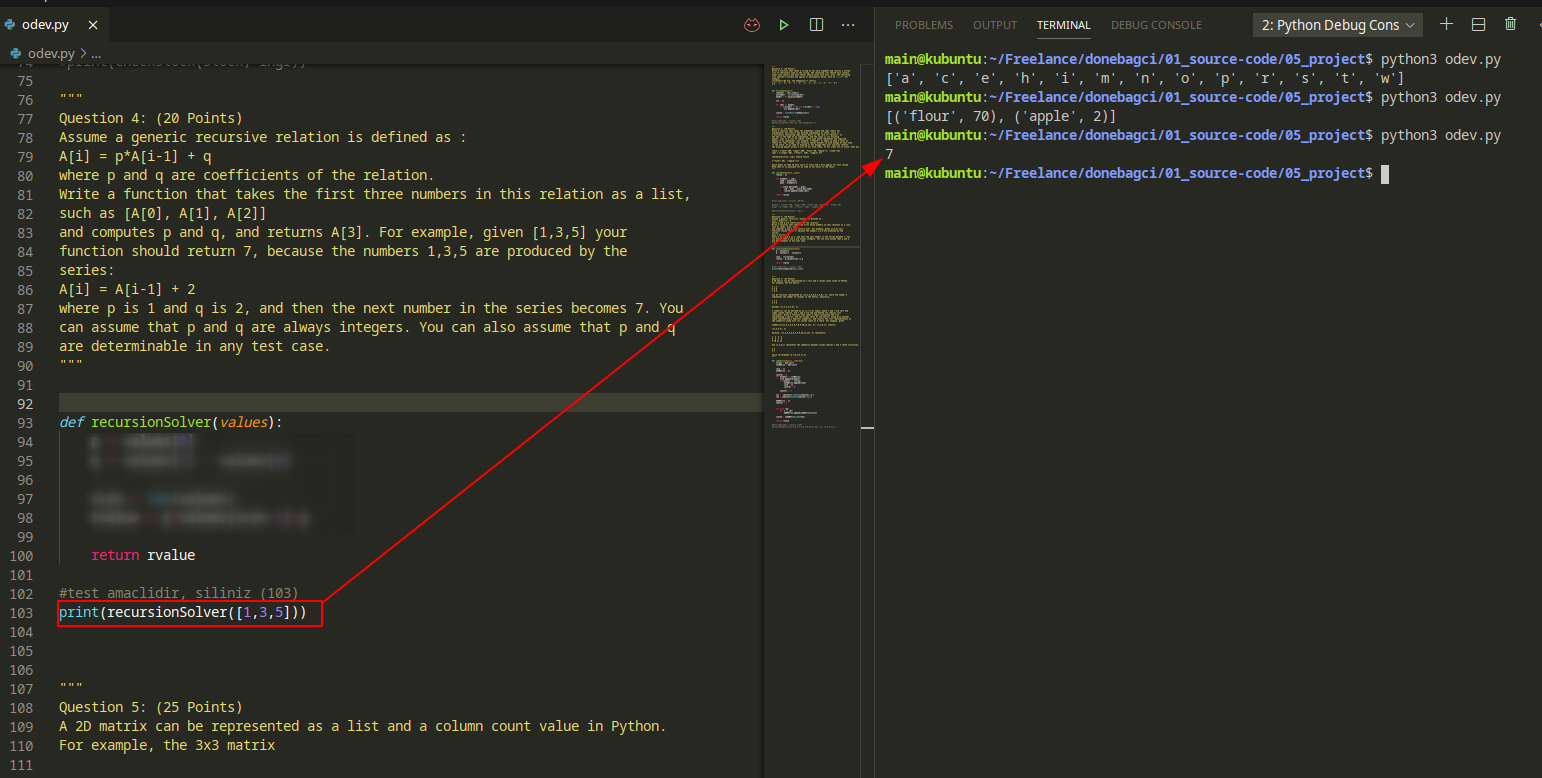 odev.py
odev.py > ...
75
76 """
77 Question 4: (20 Points)
78 Assume a generic recursive relation is defined as :
79 A[i] = p*A[i-1] + q
80 where p and q are coefficients of the relation.
81 Write a function that takes the first three numbers in this relation as a list,
82 such as [A[0], A[1], A[2]]
83 and computes p and q, and returns A[3]. For example, given [1,3,5] your
84 function should return 7, because the numbers 1,3,5 are produced by the
85 series:
86 A[i] = A[i-1] + 2
87 where p is 1 and q is 2, and then the next number in the series becomes 7. You
88 can assume that p and q are always integers. You can also assume that p and q
89 are determinable in any test case.
90 """
91
92
93 def recursionSolver(values):
94
95
96
97
98
99
100 return rvalue
101
102 #test amaclidir, siliniz (103)
103 print(recursionSolver([1,3,5]))
104
105
106
107 """
108 Question 5: (25 Points)
109 A 2D matrix can be represented as a list and a column count value in Python.
110 For example, the 3x3 matrix
111
PROBLEMS OUTPUT TERMINAL DEBUG CONSOLE 2: Python Debug Cons
main@kubuntu:~/Freelance/donebagci/01_source-code/05_project$ python3 odev.py
['a', 'c', 'e', 'h', 'i', 'm', 'n', 'o', 'p', 'r', 's', 't', 'w']
main@kubuntu:~/Freelance/donebagci/01_source-code/05_project$ python3 odev.py
[('flour', 70), ('apple', 2)]
main@kubuntu:~/Freelance/donebagci/01_source-code/05_project$ python3 odev.py
7
main@kubuntu:~/Freelance/donebagci/01_source-code/05_project$